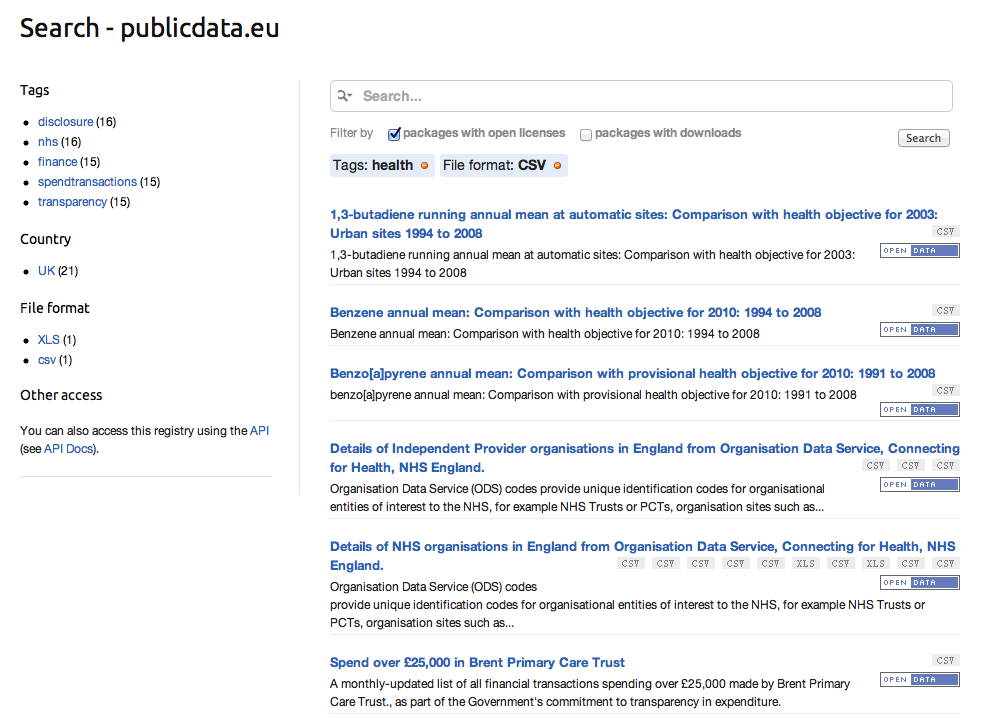 Search - publicdata.eu
Tags
disclosure (16)
nhs (16)
finance (15)
spendtransactions (15)
transparency (15)
Country
UK (21)
File format
XLS (1)
csv (1)
Other access
You can also access this registry using the API
(see API Docs).
Search...
Filter by packages with open licenses packages with downloads
Search
Tags: health File format: CSV
1,3-butadiene running annual mean at automatic sites: Comparison with health objective for 2003:
Urban sites 1994 to 2008
CSV
OPEN DATA
1,3-butadiene running annual mean at automatic sites: Comparison with health objective for 2003:
Urban sites 1994 to 2008
Benzene annual mean: Comparison with health objective for 2010: 1994 to 2008
CSV
OPEN DATA
Benzene annual mean: Comparison with health objective for 2010: 1994 to 2008
Benzo[a]pyrene annual mean: Comparison with provisional health objective for 2010: 1991 to 2008
CSV
benzo[a]pyrene annual mean: Comparison with provisional health objective for 2010: 1991 to 2008
OPEN DATA
Details of Independent Provider organisations in England from Organisation Data Service, Connecting
for Health, NHS England.
CSV CSV CSV
OPEN DATA
Organisation Data Service (ODS) codes provide unique identification codes for organisational
entities of interest to the NHS, for example NHS Trusts or PCTs, organisation sites such as...
Details of NHS organisations in England from Organisation Data Service, Connecting for Health, NHS
England.
CSV CSV CSV CSV CSV XLS CSV XLS CSV CSV
OPEN DATA
Organisation Data Service (ODS) codes
provide unique identification codes for organisational entities of interest to the NHS, for example NHS Trusts or
PCTs, organisation sites such as...
Spend over £25,000 in Brent Primary Care Trust
CSV
OPEN DATA
A monthly-updated list of all financial transactions spending over £25,000 made by Brent Primary
Care Trust., as part of the Government's commitment to transparency in expenditure.